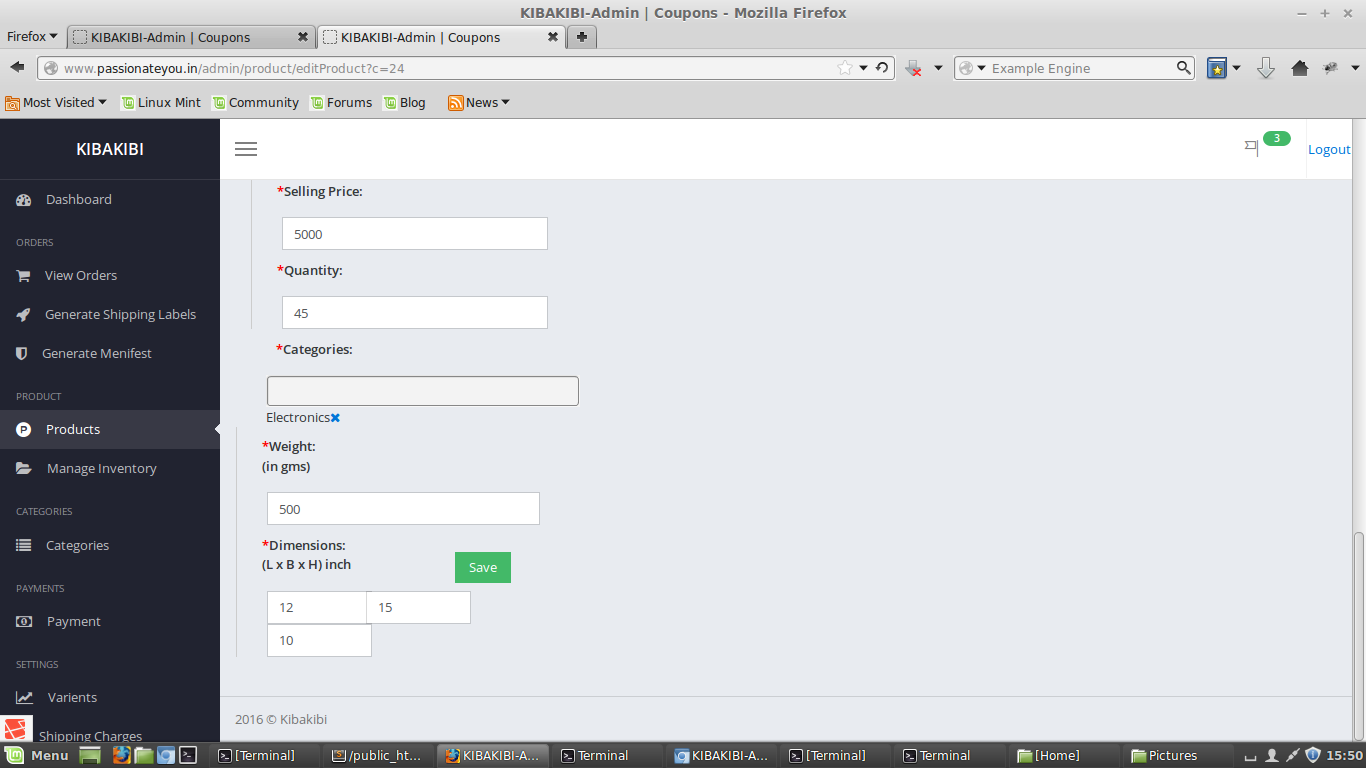 KIBAKIBI-Admin | Coupons - Mozilla Firefox
Firefox
KIBAKIBI-Admin | Coupons
KIBAKIBI-Admin | Coupons
www.passionateyou.in/admin/product/editProduct?c=24
Example Engine
Most Visited
Linux Mint
Community
Forums
Blog
News
KIBAKIBI
3
Logout
Dashboard
ORDERS
View Orders
Generate Shipping Labels
Generate Menifest
PRODUCT
Products
Manage Inventory
CATEGORIES
Categories
PAYMENTS
Payment
SETTINGS
Varients
Shipping Charges
*Selling Price:
5000
*Quantity:
45
*Categories:
Electronics
*Weight:
(in gms)
500
*Dimensions:
(L x B x H) inch
Save
12
15
10
2016 © Kibakibi
Menu
[Terminal]
/public_ht...
KIBAKIBI-A...
Terminal
KIBAKIBI-A...
[Terminal]
Terminal
[Home]
Pictures
15:50